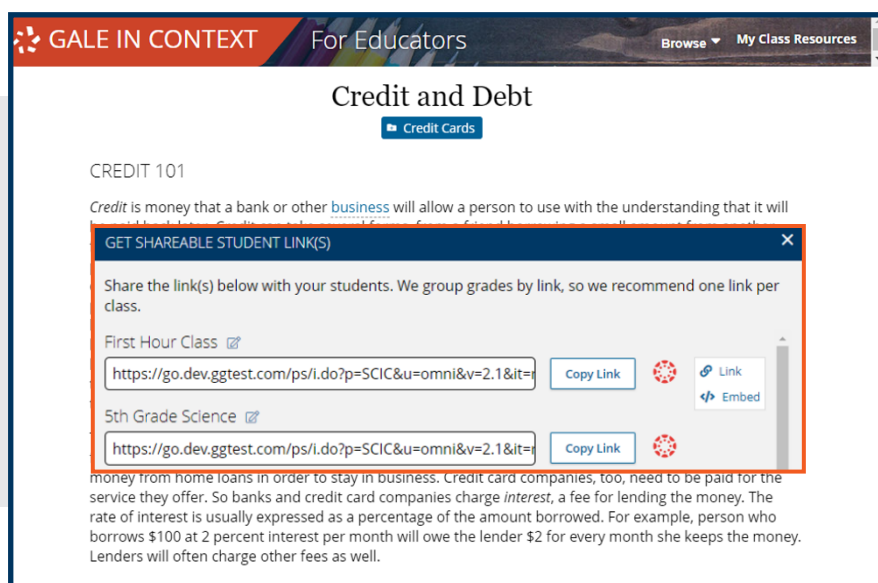 GALE IN CONTEXT For Educators Browse My Class Resources
Credit and Debt
Credit Cards
CREDIT 101
Credit is money that a bank or other business will allow a person to use with the understanding that it will
GET SHAREABLE STUDENT LINK(S)
Share the link(s) below with your students. We group grades by link, so we recommend one link per
class.
First Hour Class
https://go.dev.ggtest.com/ps/i.do?p=SCIC&u=omni&v=2.1&it=r Copy Link Link
</> Embed
5th Grade Science
https://go.dev.ggtest.com/ps/i.do?p=SCIC&u=omni&v=2.1&it=r Copy Link
money from home loans in order to stay in business. Credit card companies, too, need to be paid for the
service they offer. So banks and credit card companies charge interest, a fee for lending the money. The
rate of interest is usually expressed as a percentage of the amount borrowed. For example, person who
borrows $100 at 2 percent interest per month will owe the lender $2 for every month she keeps the money.
Lenders will often charge other fees as well.